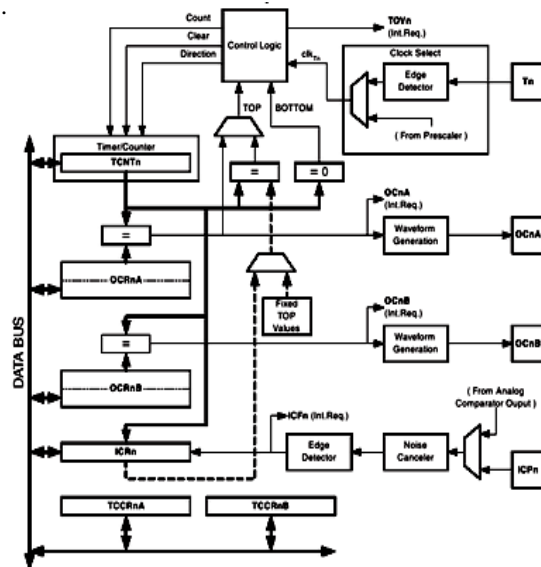 Count
Clear
Direction
Control Logic
TOVn
(Int.Req.)
clkTn
Clock Select
Edge
Detector
Tn
( From Prescaler )
TOP
BOTTOM
Timer/Counter
TCNTn
=
= 0
=
OCnA
(Int.Req.)
Waveform
Generation
OCnA
OCRnA
Fixed
TOP
Values
OCnB
(Int.Req.)
=
Waveform
Generation
OCnB
OCRnB
DATA BUS
( From Analog
Comparator Ouput )
ICFn (Int.Req.)
ICRn
Edge
Detector
Noise
Canceler
ICPn
TCCRnA
TCCRnB